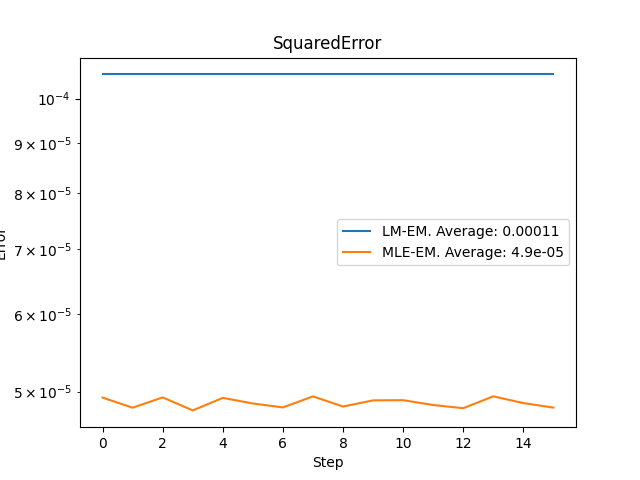 SquaredError
10⁻⁴
9 × 10⁻⁵
8 × 10⁻⁵
7 × 10⁻⁵
6 × 10⁻⁵
5 × 10⁻⁵
Error
LM-EM. Average: 0.00011
MLE-EM. Average: 4.9e-05
0 2 4 6 8 10 12 14
Step